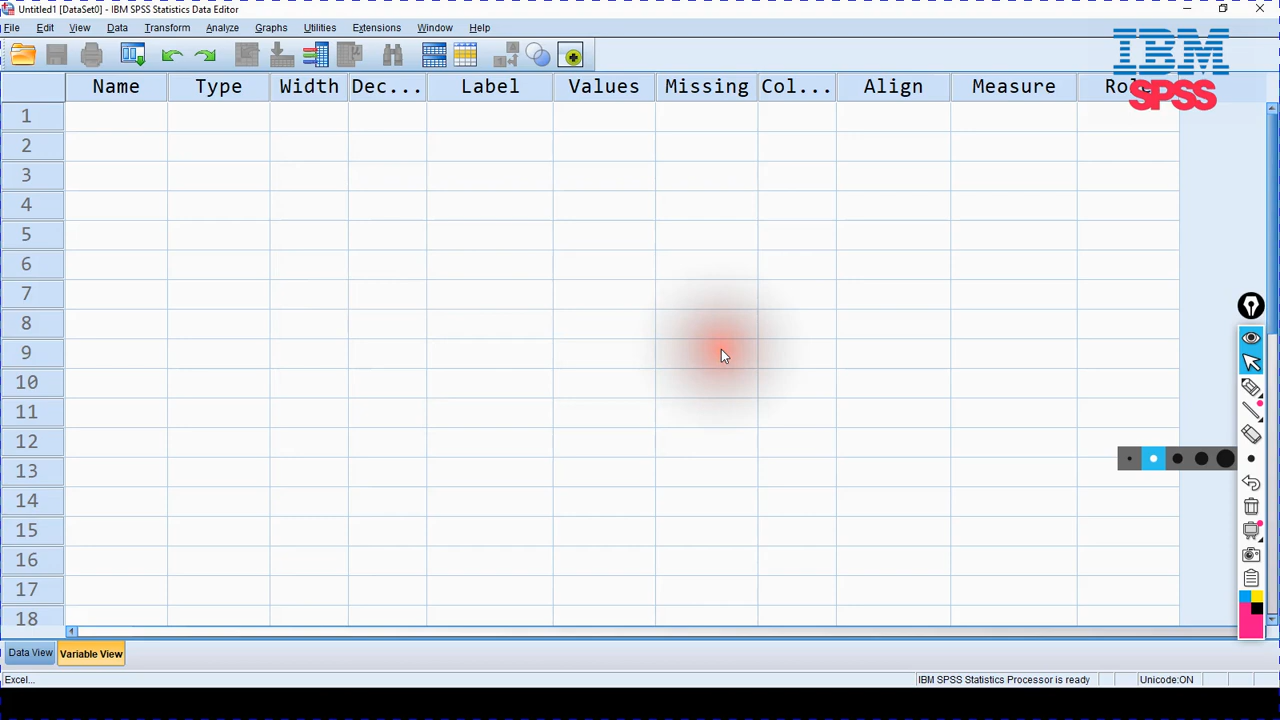 Untitled1 [DataSet0] - IBM SPSS Statistics Data Editor
File Edit View Data Transform Analyze Graphs Utilities Extensions Window Help
IBM
SPSS
Name Type Width Dec... Label Values Missing Col... Align Measure Role
1
2
3
4
5
6
7
8
9
10
11
12
13
14
15
16
17
18
Data View Variable View
Excel... IBM SPSS Statistics Processor is ready Unicode:ON